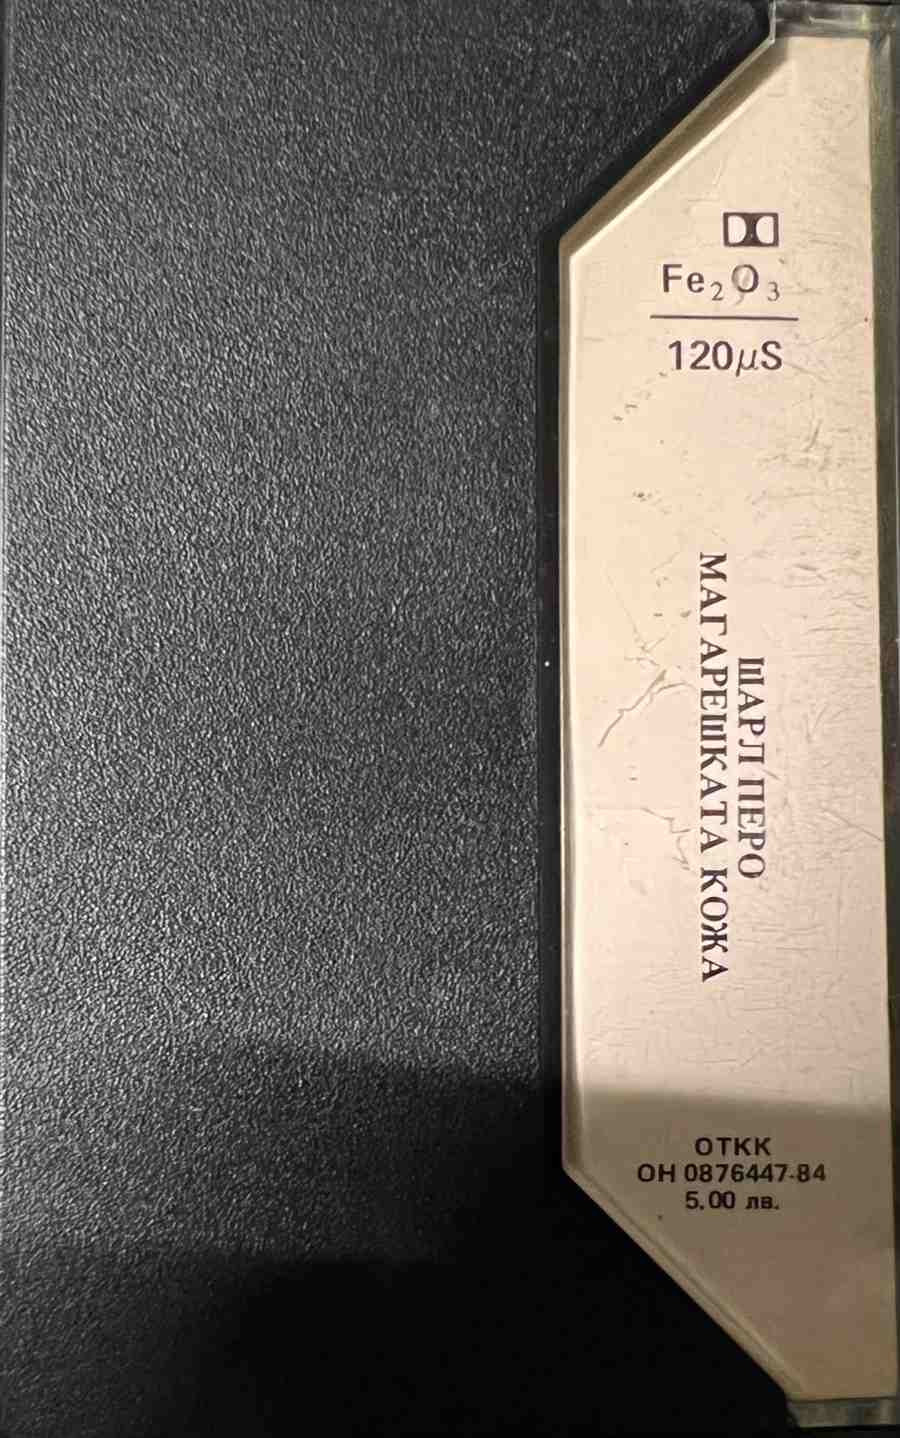 Fe₂O₃
120μS
ШАРЛ ПЕРО
МАГАРЕШКАТА КОЖА
ОТКК
ОН 0876447-84
5.00 лв.